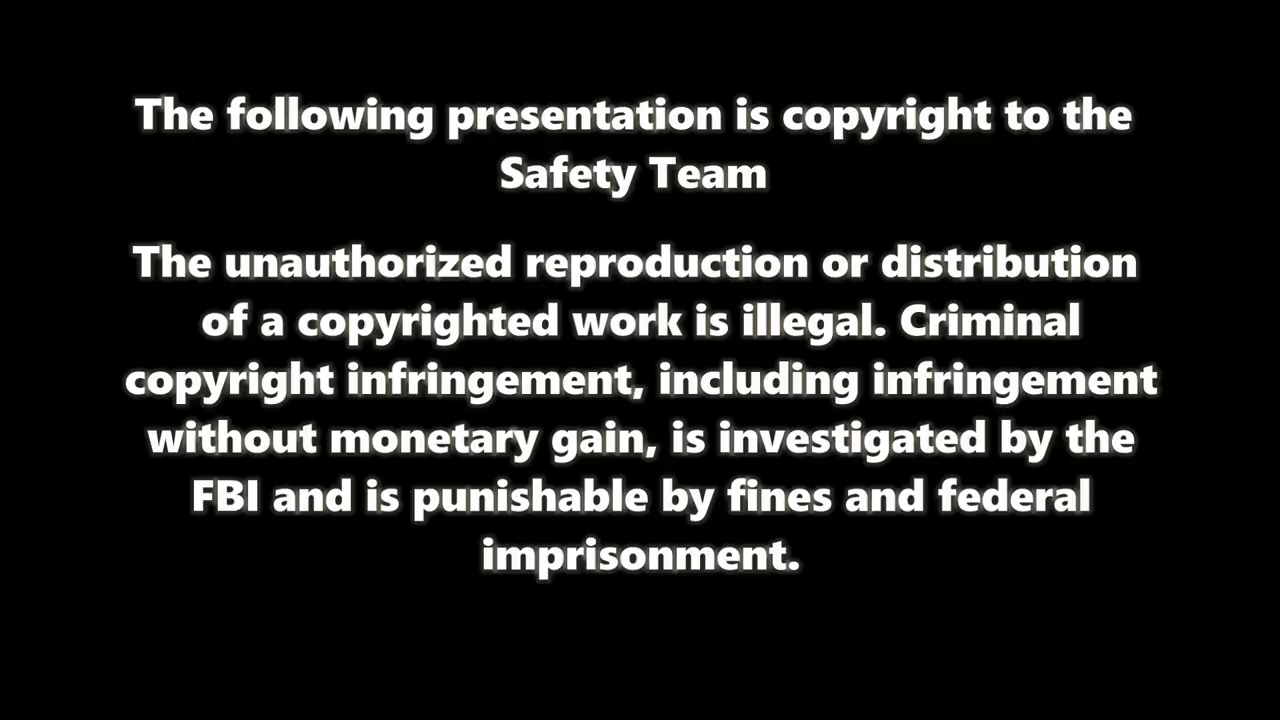 The following presentation is copyright to the
Safety Team
The unauthorized reproduction or distribution
of a copyrighted work is illegal. Criminal
copyright infringement, including infringement
without monetary gain, is investigated by the
FBI and is punishable by fines and federal
imprisonment.